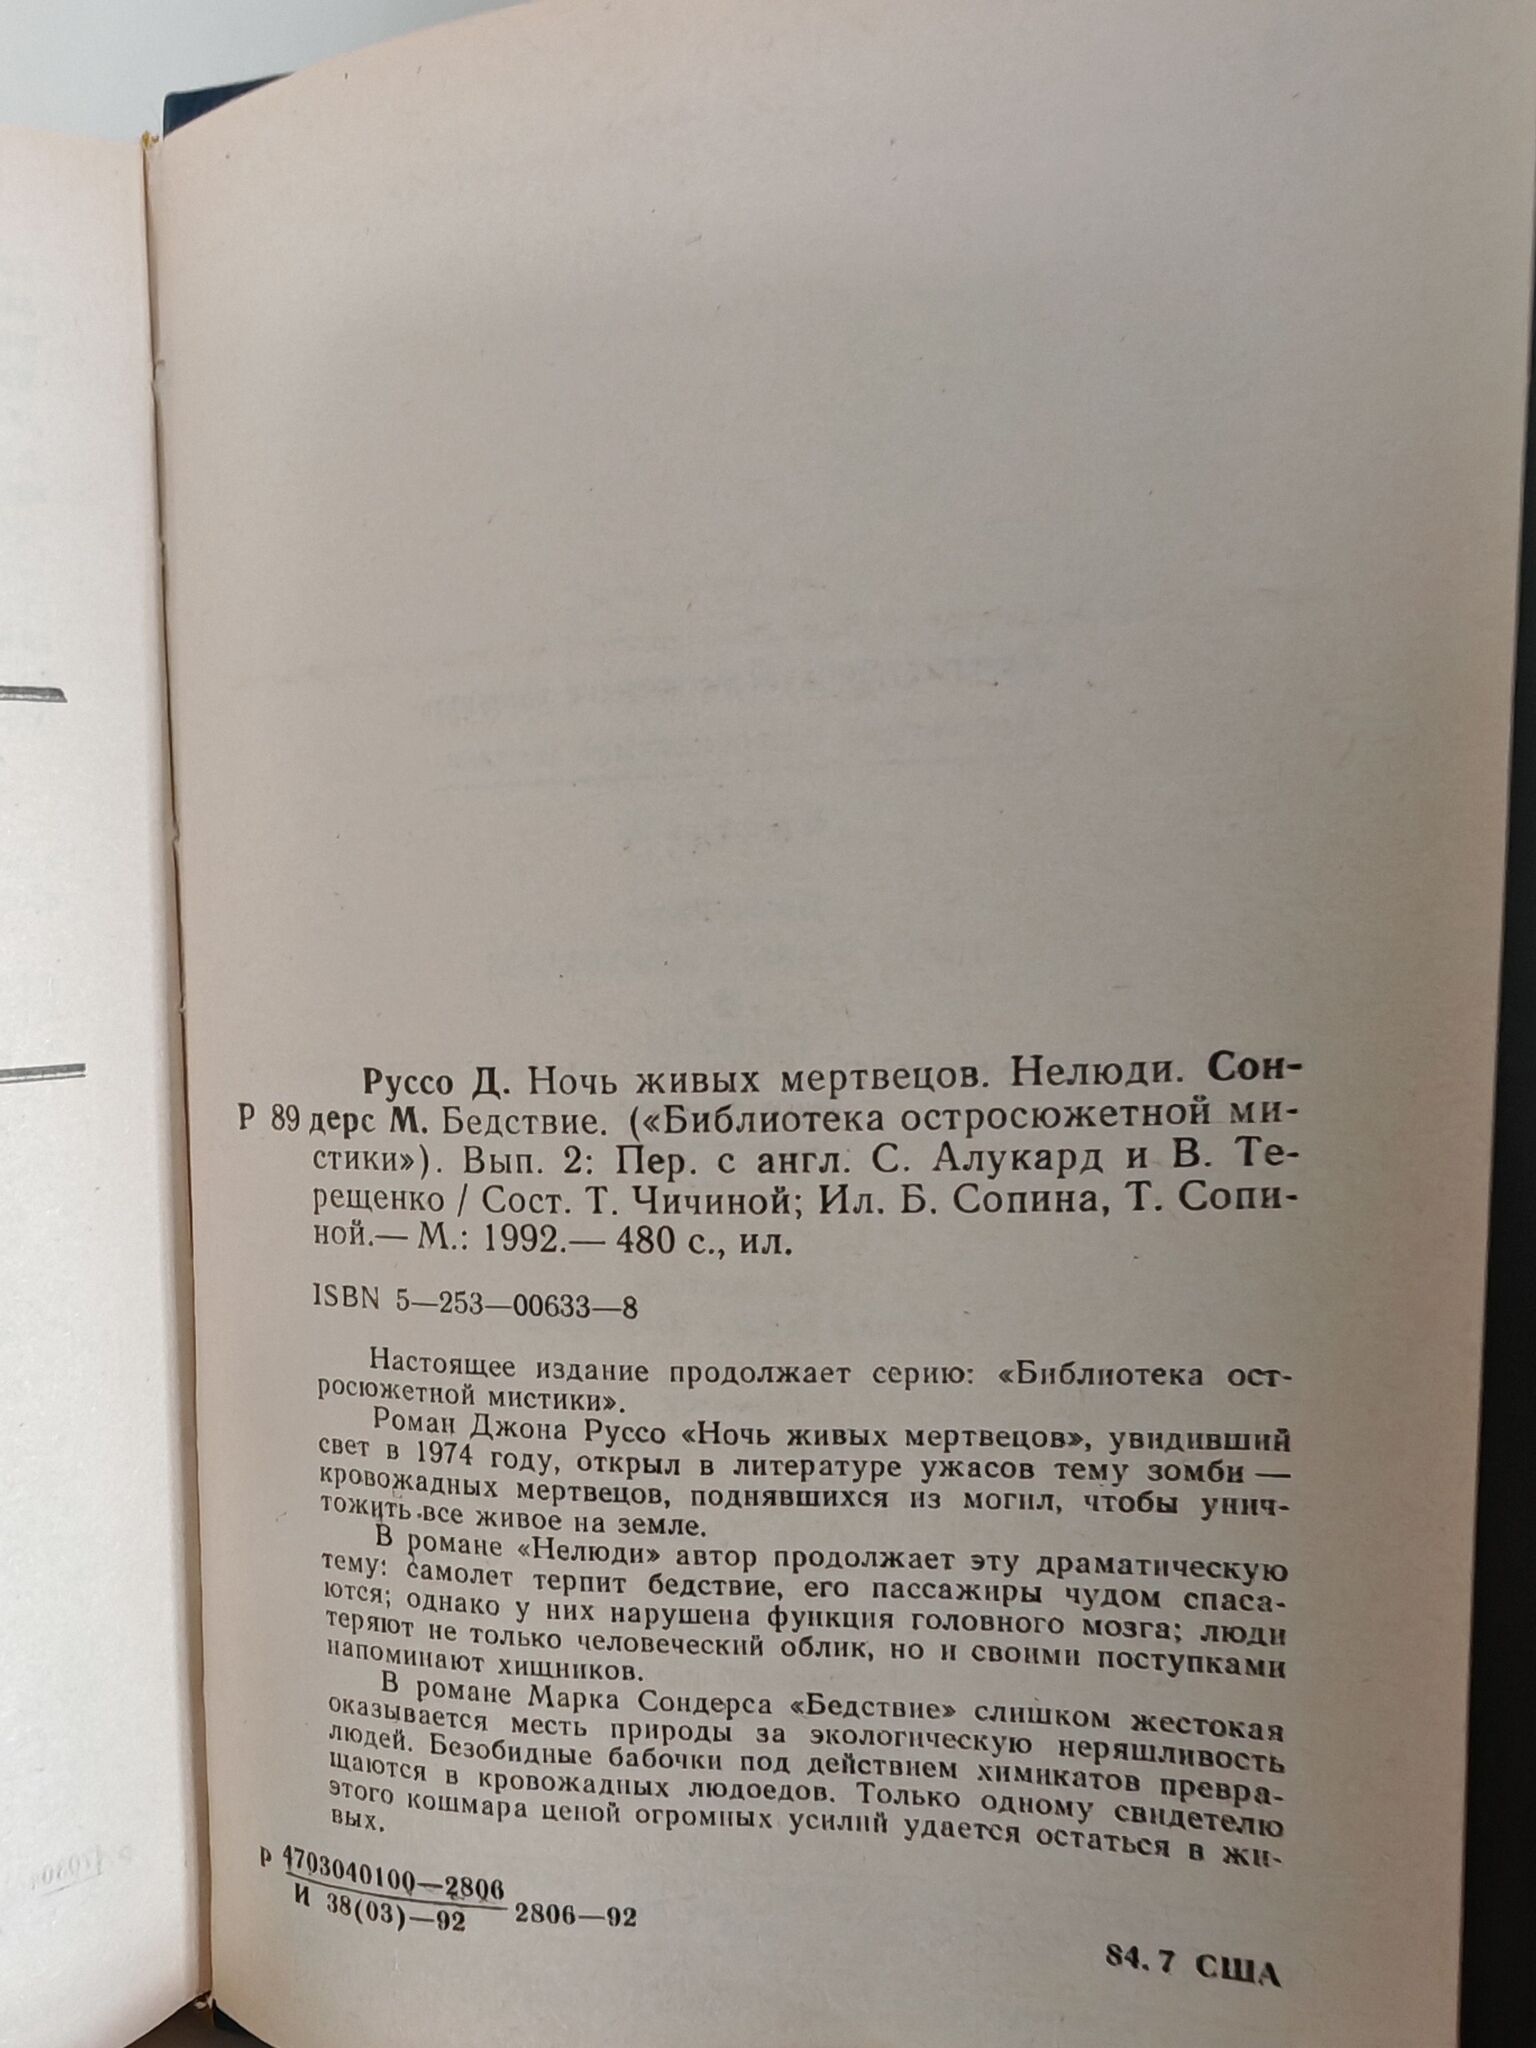 Руссо Д. Ночь живых мертвецов. Нелюди. Сон-
Р 89 дерс М. Бедствие. («Библиотека остросюжетной ми-
стики»). Вып. 2: Пер. с англ. С. Алукард и В. Те-
рещенко / Сост. Т. Чичиной; Ил. Б. Сопина, Т. Сопи-
ной.— М.: 1992.— 480 с., ил.
ISBN 5—253—00633—8
Настоящее издание продолжает серию: «Библиотека ост-
росюжетной мистики».
Роман Джона Руссо «Ночь живых мертвецов», увидивший
свет в 1974 году, открыл в литературе ужасов тему зомби —
кровожадных мертвецов, поднявшихся из могил, чтобы унич-
тожить все живое на земле.
В романе «Нелюди» автор продолжает эту драматическую
тему: самолет терпит бедствие, его пассажиры чудом спаса-
ются; однако у них нарушена функция головного мозга; люди
теряют не только человеческий облик, но и своими поступками
напоминают хищников.
В романе Марка Сондерса «Бедствие» слишком жестокая
оказывается месть природы за экологическую неряшливость
людей. Безобидные бабочки под действием химикатов превра-
щаются в кровожадных людоедов. Только одному свидетелю
этого кошмара ценой огромных усилий удается остаться в жи-
вых.
Р 4703040100—2806
И 38(03)—92 2806—92
84.7 США